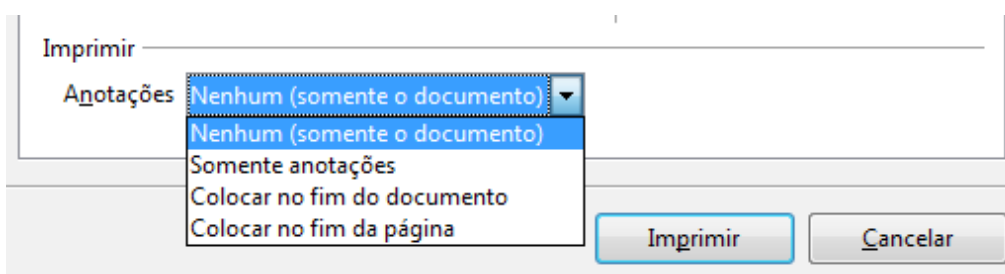 Imprimir
Anotações Nenhum (somente o documento)
Nenhum (somente o documento)
Somente anotações
Colocar no fim do documento
Colocar no fim da página
Imprimir Cancelar